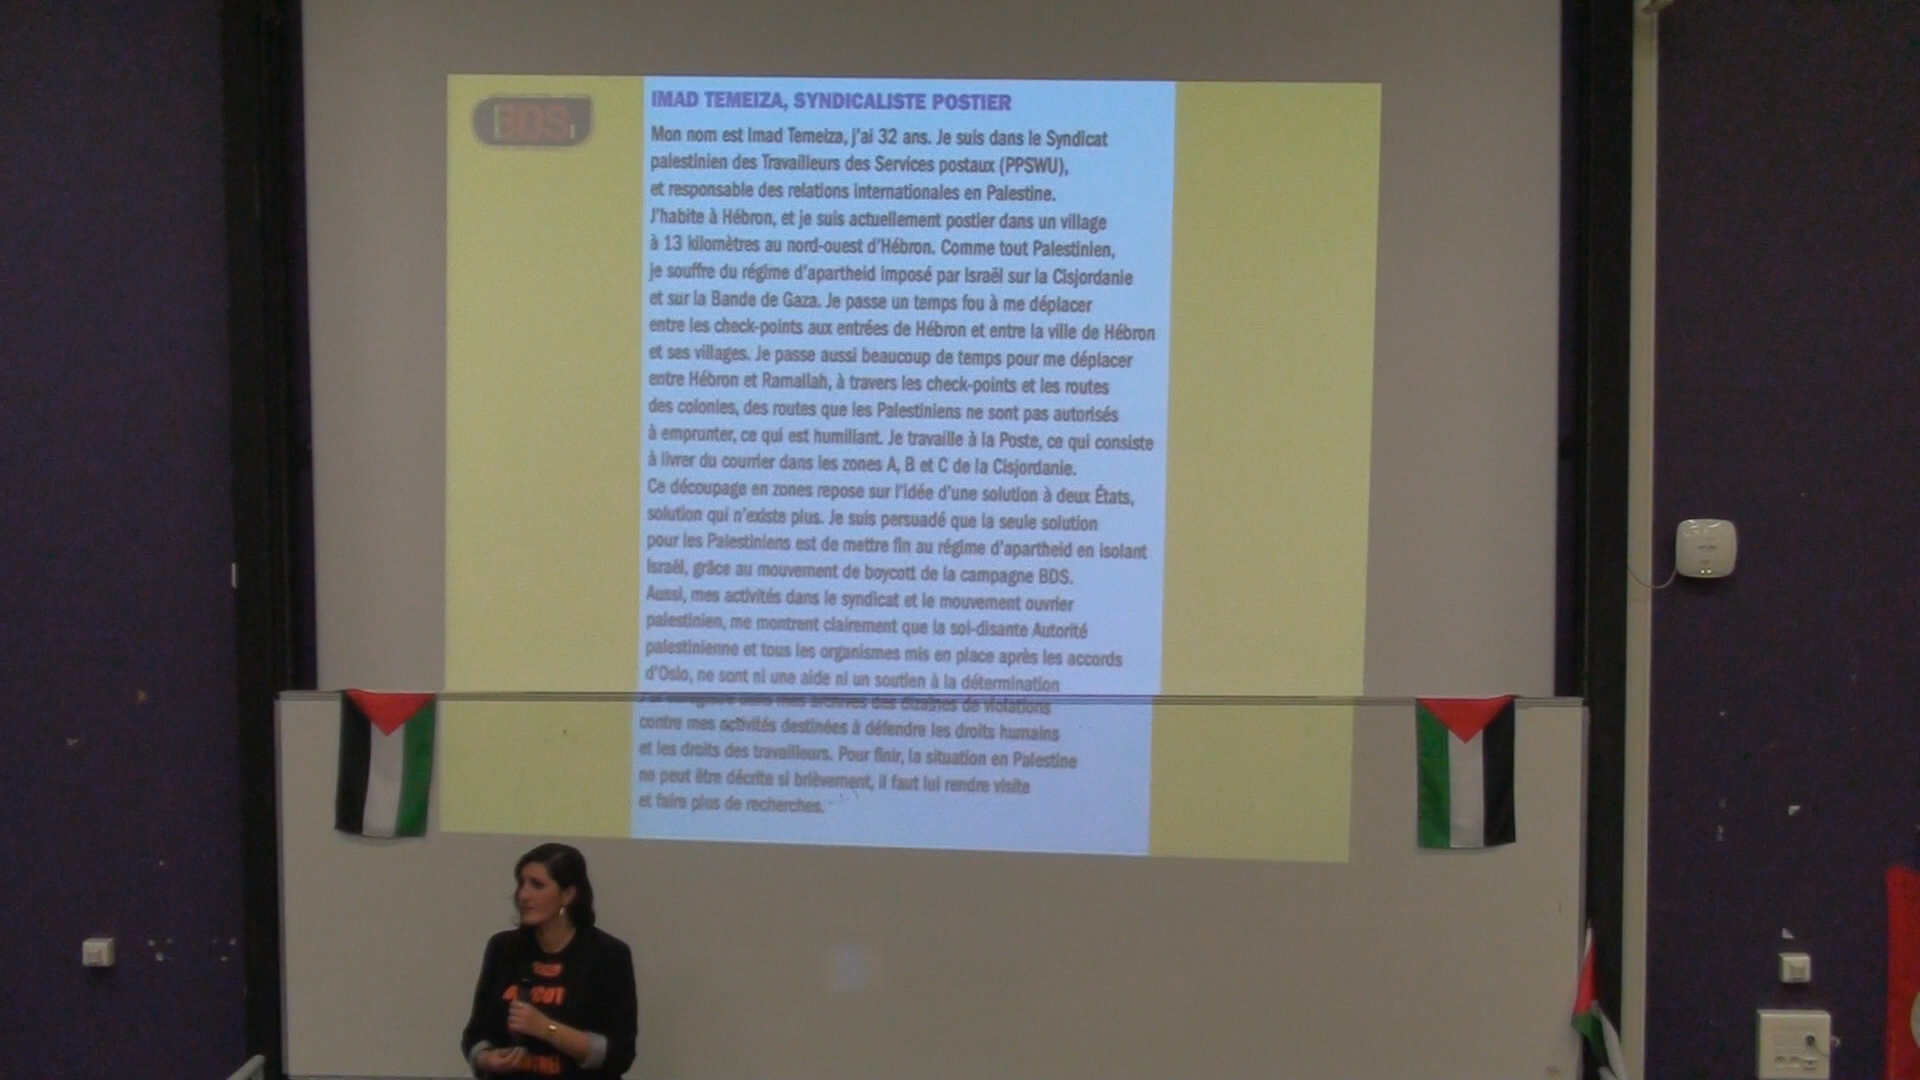 BDS
IMAD TEMEIZA, SYNDICALISTE POSTIER
Mon nom est Imad Temeiza, j'ai 32 ans. Je suis dans le Syndicat
palestinien des Travailleurs des Services postaux (PPSWU),
et responsable des relations internationales en Palestine.
J'habite à Hébron, et je suis actuellement postier dans un village
à 13 kilomètres au nord-ouest d'Hébron. Comme tout Palestinien,
je souffre du régime d'apartheid imposé par Israël sur la Cisjordanie
et sur la Bande de Gaza. Je passe un temps fou à me déplacer
entre les check-points aux entrées de Hébron et entre la ville de Hébron
et ses villages. Je passe aussi beaucoup de temps pour me déplacer
entre Hébron et Ramallah, à travers les check-points et les routes
des colonies, des routes que les Palestiniens ne sont pas autorisés
à emprunter, ce qui est humiliant. Je travaille à la Poste, ce qui consiste
à livrer du courrier dans les zones A, B et C de la Cisjordanie.
Ce découpage en zones repose sur l'idée d'une solution à deux États,
solution qui n'existe plus. Je suis persuadé que la seule solution
pour les Palestiniens est de mettre fin au régime d'apartheid en isolant
Israël, grâce au mouvement de boycott de la campagne BDS.
Aussi, mes activités dans le syndicat et le mouvement ouvrier
palestinien, me montrent clairement que la soi-disante Autorité
palestinienne et tous les organismes mis en place après les accords
d'Oslo, ne sont ni une aide ni un soutien à la détermination
mes archives des dizaines de violations
contre mes activités destinées à défendre les droits humains
et les droits des travailleurs. Pour finir, la situation en Palestine
ne peut être décrite si brièvement, il faut lui rendre visite
et faire plus de recherches.